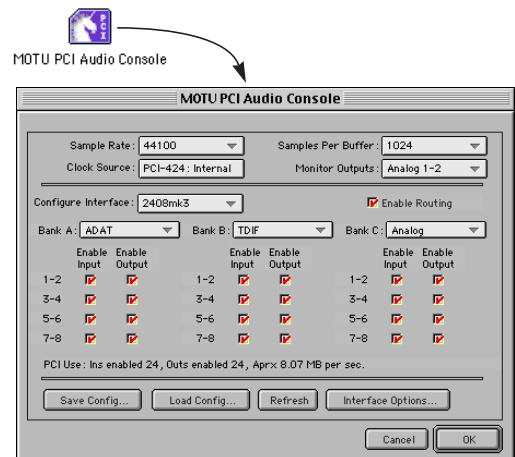 PCI
MOTU PCI Audio Console
MOTU PCI Audio Console
Sample Rate: 44100 Samples Per Buffer: 1024
Clock Source: PCI-424: Internal Monitor Outputs: Analog 1-2
Configure Interface: 2408mk3 Enable Routing
Bank A: ADAT Bank B: TDIF Bank C: Analog
Enable Input Enable Output Enable Input Enable Output Enable Input Enable Output
1-2 1-2 1-2
3-4 3-4 3-4
5-6 5-6 5-6
7-8 7-8 7-8
PCI Use: Ins enabled 24, Outs enabled 24, Aprx 8.07 MB per sec.
Save Config... Load Config... Refresh Interface Options...
Cancel OK